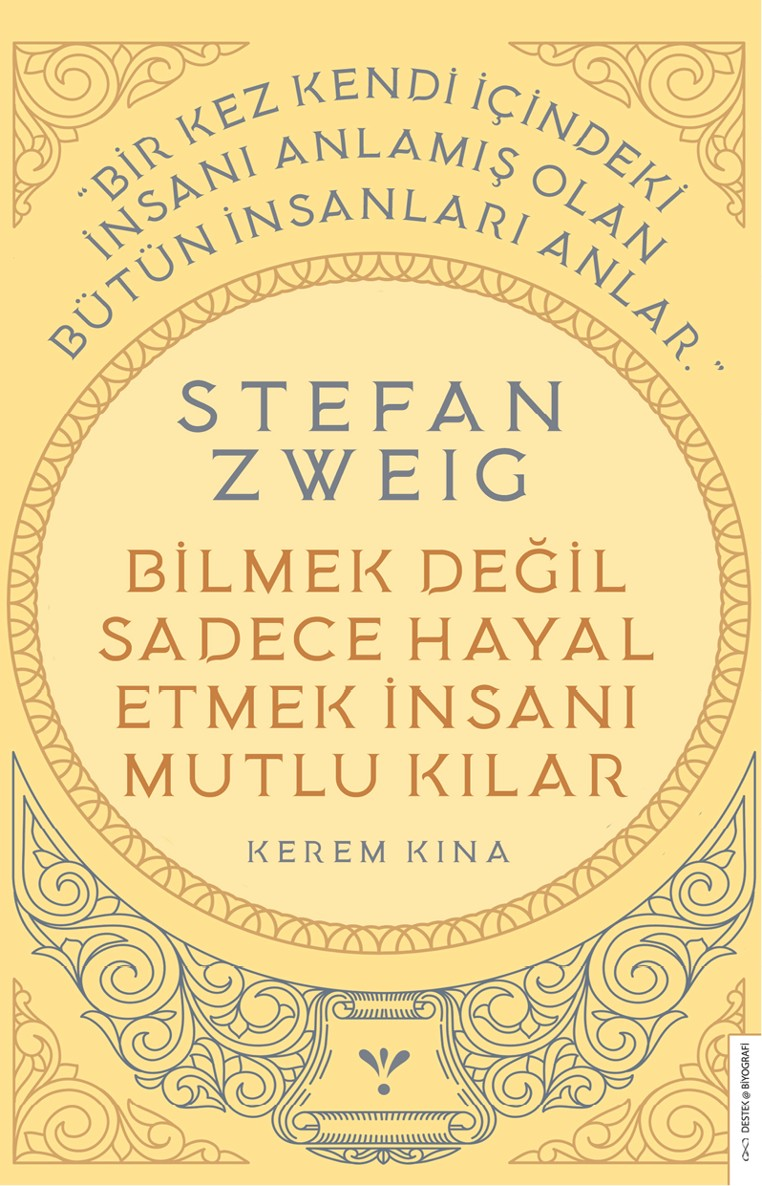 “BİR KEZ KENDİ İÇİNDEKİ
İNSANI ANLAMIŞ OLAN
BÜTÜN İNSANLARI ANLAR.”
STEFAN
ZWEIG
BİLMEK DEĞİL
SADECE HAYAL
ETMEK İNSANI
MUTLU KILAR
KEREM KINA
DESTEK @ BİYOGRAFİ